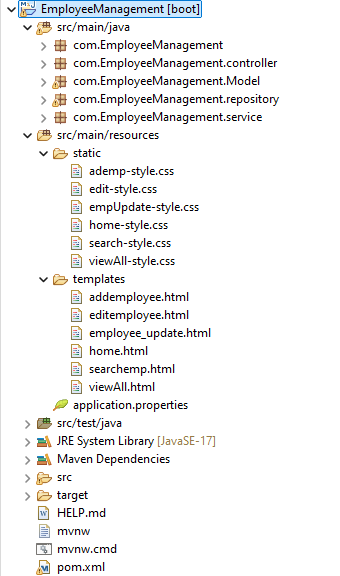 EmployeeManagement [boot]
src/main/java
com.EmployeeManagement
com.EmployeeManagement.controller
com.EmployeeManagement.Model
com.EmployeeManagement.repository
com.EmployeeManagement.service
src/main/resources
static
ademp-style.css
edit-style.css
empUpdate-style.css
home-style.css
search-style.css
viewAll-style.css
templates
addemployee.html
editemployee.html
employee_update.html
home.html
searchemp.html
viewAll.html
application.properties
src/test/java
JRE System Library [JavaSE-17]
Maven Dependencies
src
target
HELP.md
mvnw
mvnw.cmd
pom.xml